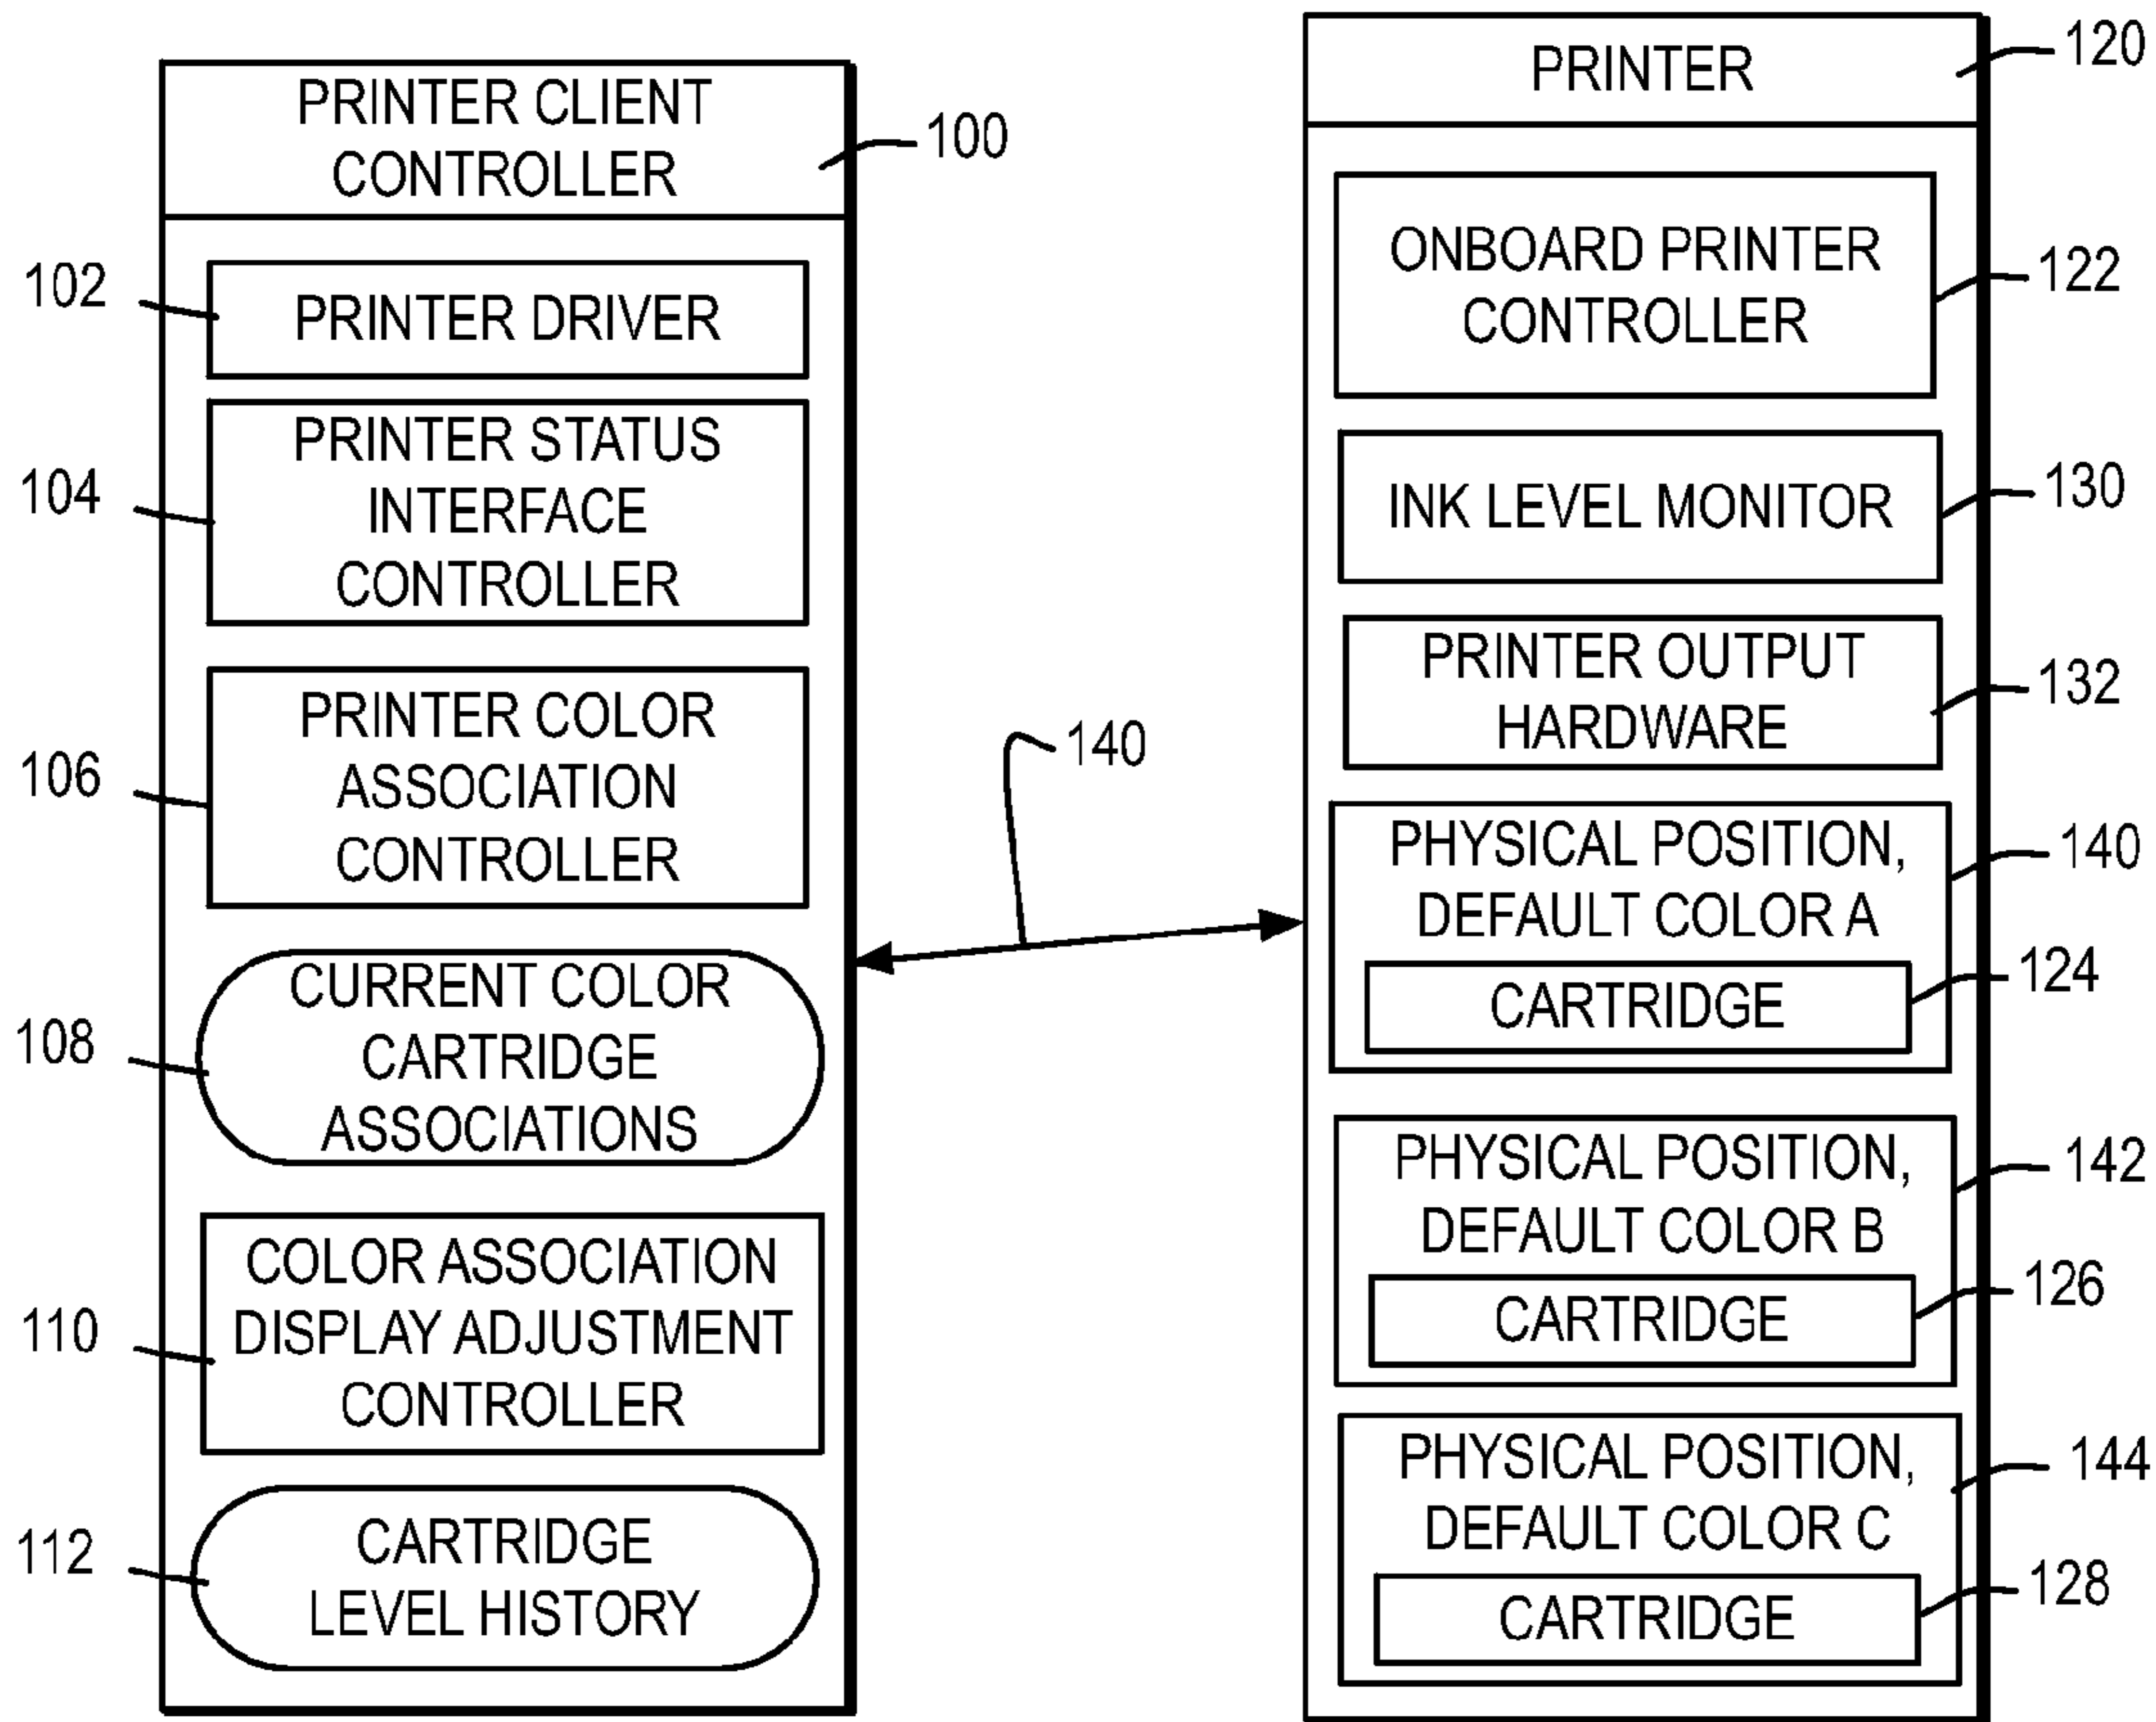 PRINTER CLIENT
CONTROLLER
100
102
PRINTER DRIVER
104
PRINTER STATUS
INTERFACE
CONTROLLER
106
PRINTER COLOR
ASSOCIATION
CONTROLLER
108
CURRENT COLOR
CARTRIDGE
ASSOCIATIONS
110
COLOR ASSOCIATION
DISPLAY ADJUSTMENT
CONTROLLER
112
CARTRIDGE
LEVEL HISTORY
140
PRINTER
120
ONBOARD PRINTER
CONTROLLER
122
INK LEVEL MONITOR
130
PRINTER OUTPUT
HARDWARE
132
PHYSICAL POSITION,
DEFAULT COLOR A
140
CARTRIDGE
124
PHYSICAL POSITION,
DEFAULT COLOR B
142
CARTRIDGE
126
PHYSICAL POSITION,
DEFAULT COLOR C
144
CARTRIDGE
128